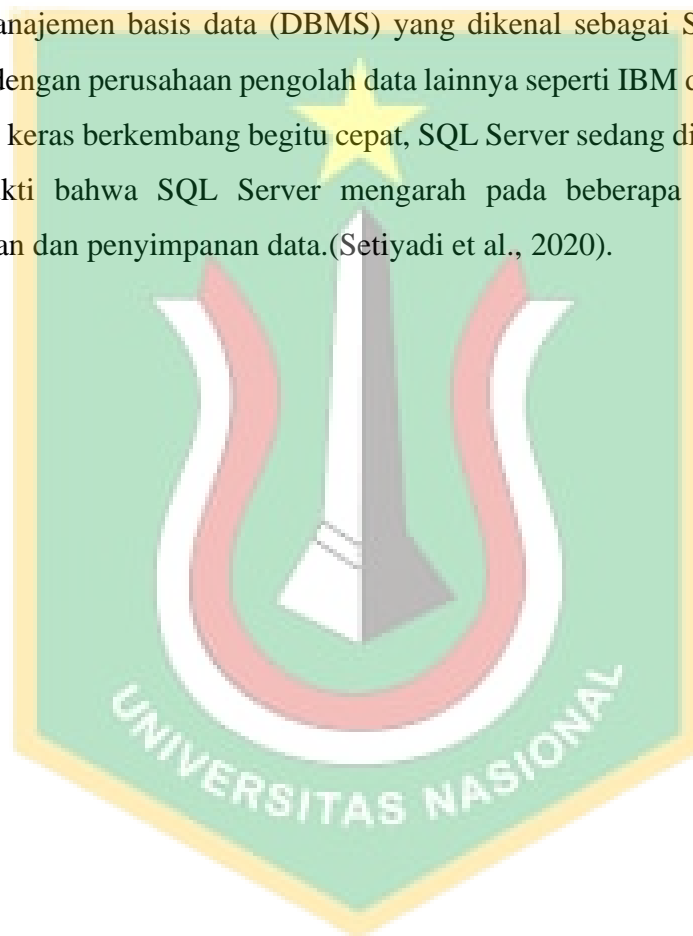 anajemen basis data (DBMS) yang dikenal sebagai S
dengan perusahaan pengolah data lainnya seperti IBM d
keras berkembang begitu cepat, SQL Server sedang di
kti bahwa SQL Server mengarah pada beberapa
an dan penyimpanan data.(Setiyadi et al., 2020).
UNIVERSITAS NASIONAL